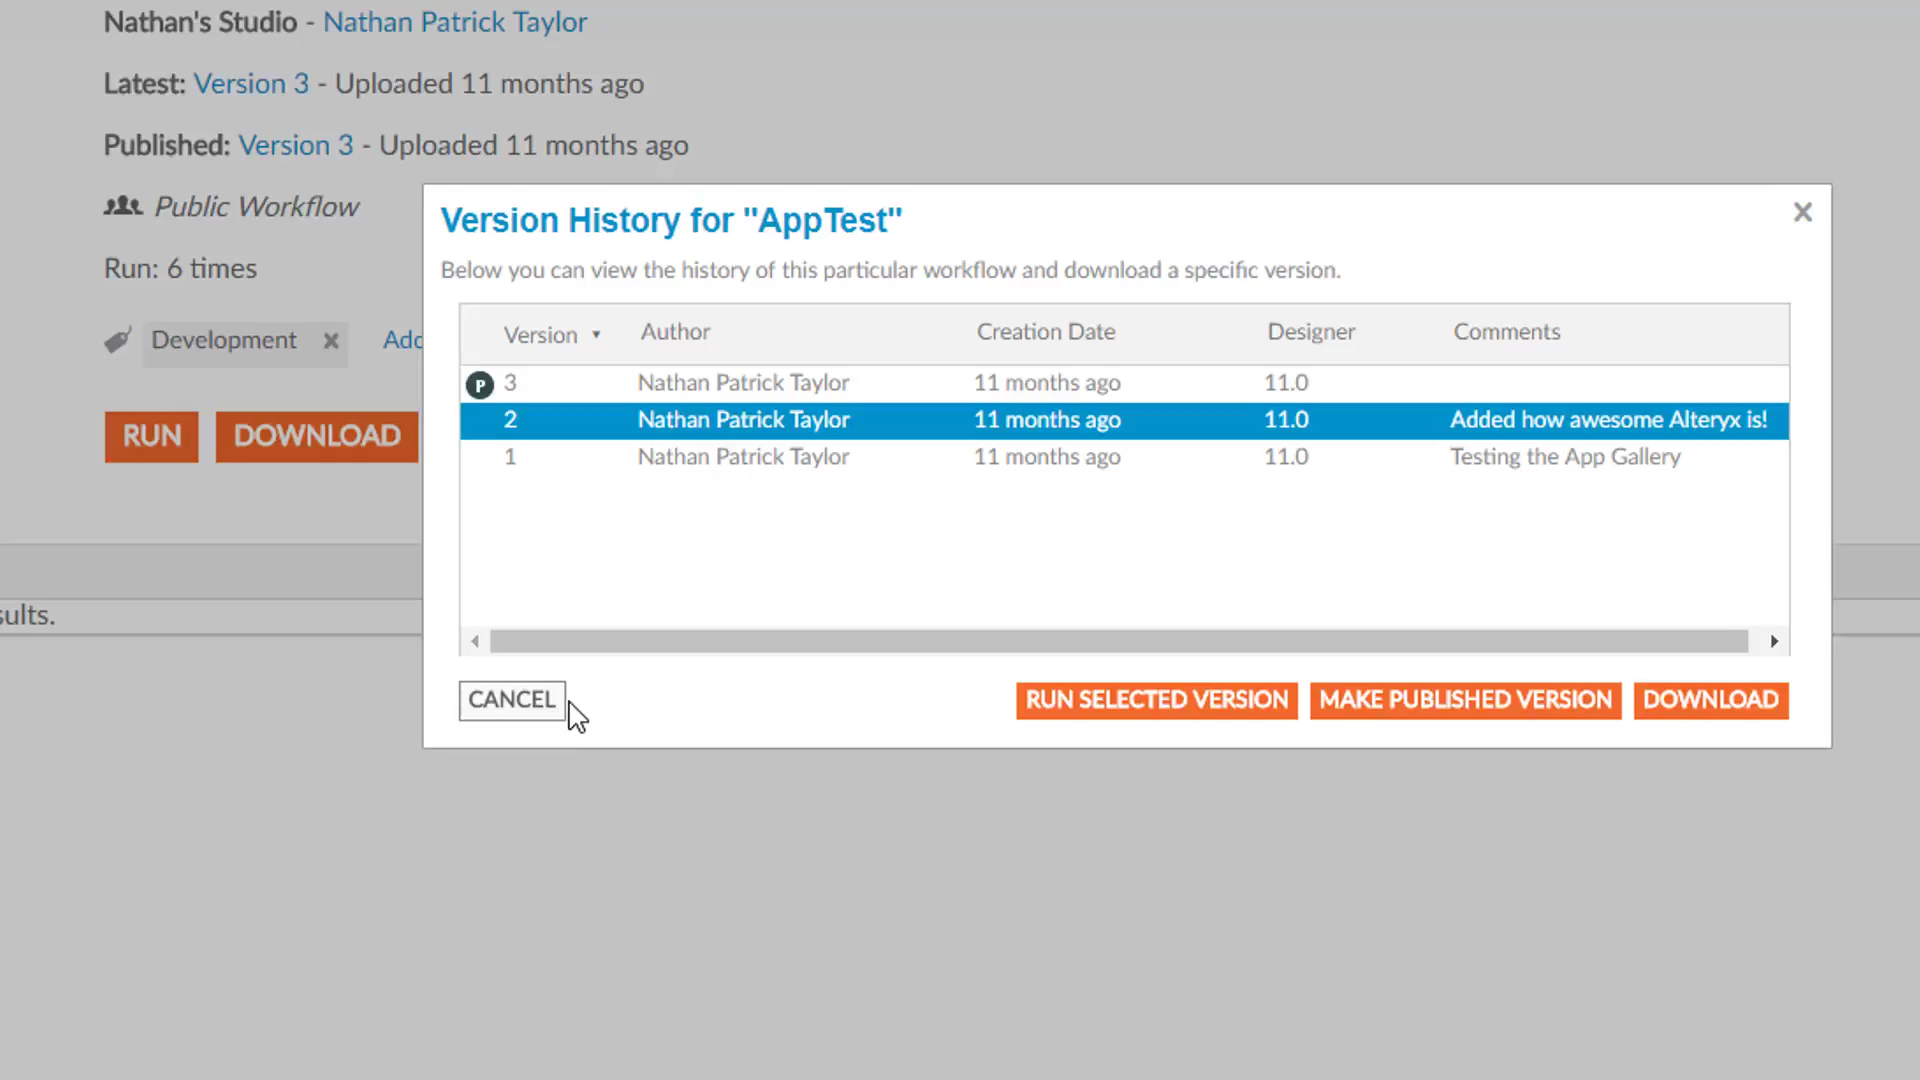 Nathan's Studio - Nathan Patrick Taylor
Latest: Version 3 - Uploaded 11 months ago
Published: Version 3 - Uploaded 11 months ago
Public Workflow
Run: 6 times
Development x Add
RUN DOWNLOAD
sults.
Version History for "AppTest"
Below you can view the history of this particular workflow and download a specific version.
Version Author Creation Date Designer Comments
P 3 Nathan Patrick Taylor 11 months ago 11.0
2 Nathan Patrick Taylor 11 months ago 11.0 Added how awesome Alteryx is!
1 Nathan Patrick Taylor 11 months ago 11.0 Testing the App Gallery
CANCEL RUN SELECTED VERSION MAKE PUBLISHED VERSION DOWNLOAD